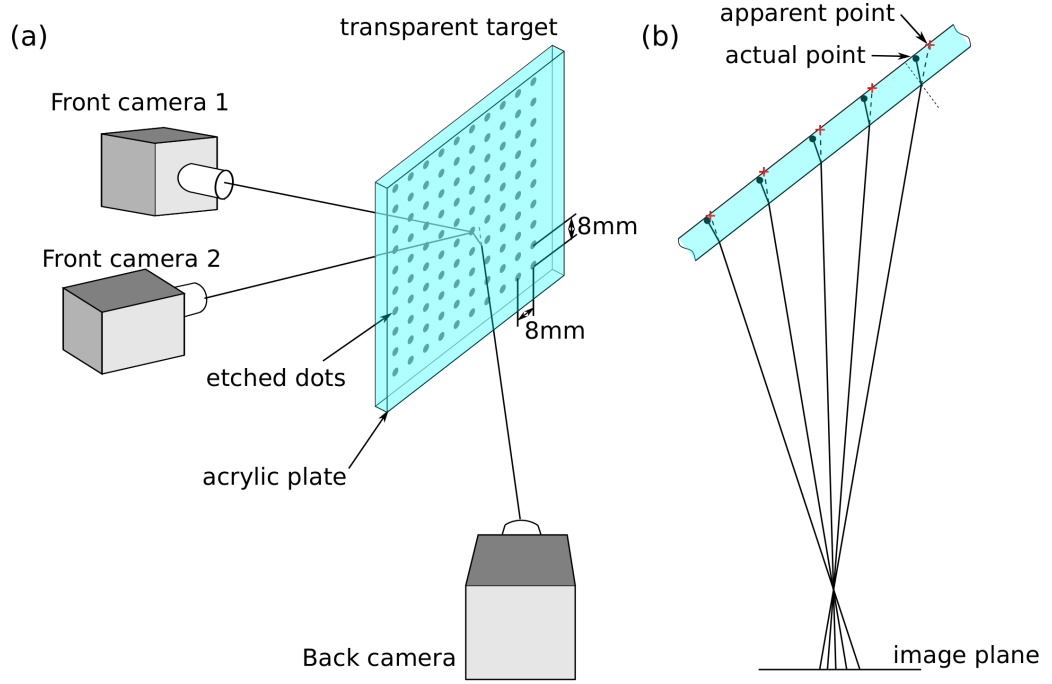 (a)
transparent target
Front camera 1
Front camera 2
8mm
8mm
etched dots
acrylic plate
Back camera
(b)
apparent point
actual point
image plane